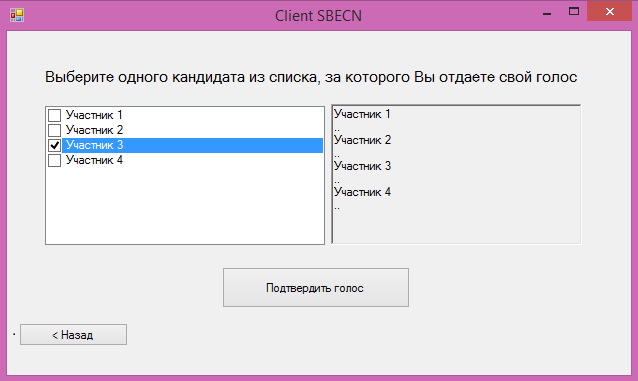 Client SBECN
Выберите одного кандидата из списка, за которого Вы отдаете свой голос
Участник 1
Участник 2
Участник 3
Участник 4
Участник 1
..
Участник 2
..
Участник 3
..
Участник 4
..
Подтвердить голос
. < Назад